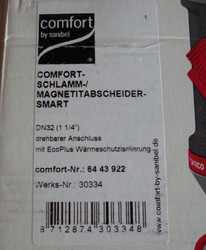 comfort
by sanibel
1
COMFORT-
SCHLAMM-/
MAGNETITABSCHEIDER-
SMART
DN32 (1 1/4")
drehbarer Anschluss
mit EcoPlus Wärmeschutzisolierung
comfort-Nr.: 64 43 922
Werks-Nr.: 30334
8 712874 303348
www.comfort-by-sanibel.de